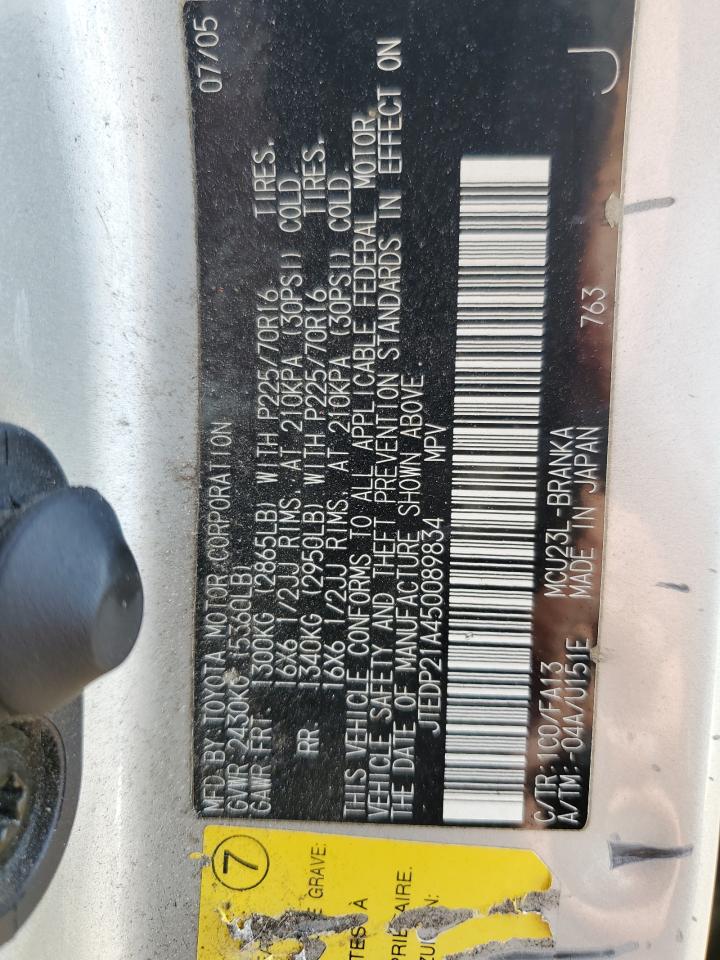 MFD BY TOYOTA MOTOR CORPORATION 07/05
GVWR 2430KG (5360LB)
GAWR FRT. 1300KG (2865LB) WITH P225/70R16 TIRES,
16X6 1/2JJ RIMS, AT 210KPA (30PSI) COLD.
RR. 1340KG (2950LB) WITH P225/70R16 TIRES,
16X6 1/2JJ RIMS, AT 210KPA (30PSI) COLD.
THIS VEHICLE CONFORMS TO ALL APPLICABLE FEDERAL MOTOR
VEHICLE SAFETY AND THEFT PREVENTION STANDARDS IN EFFECT ON
THE DATE OF MANUFACTURE SHOWN ABOVE.
JTEDP21A450089834 MPV
C/TR: 1C0/FA13 MCU23L-BRANKA
A/TM: -04A/U151E MADE IN JAPAN 763 J
7
GRAVE:
TES À
AIRE.